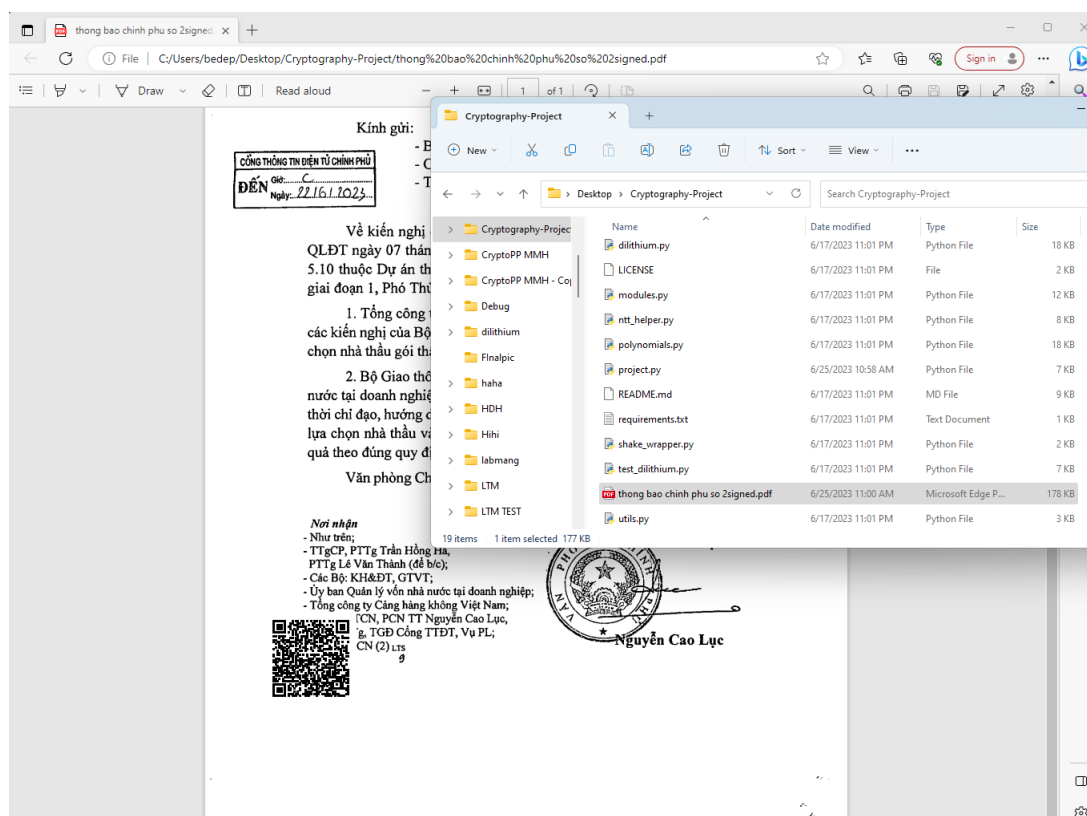 thong bao chinh phu so 2signed
File
C:/Users/bedep/Desktop/Cryptography-Project/thong%20bao%20chinh%20phu%20so%202signed.pdf
Sign in
Draw
Read aloud
1 of 1
Kính gửi:
- B
- C
- T
CỔNG THÔNG TIN ĐIỆN TỬ CHÍNH PHỦ
ĐẾN
Giờ: C
Ngày: 22/6/2023
Về kiến nghị
QLĐT ngày 07 thán
5.10 thuộc Dự án th
giai đoạn 1, Phó Thủ
1. Tổng công t
các kiến nghị của Bộ
chọn nhà thầu gói thầ
2. Bộ Giao thô
nước tại doanh nghiệ
thời chỉ đạo, hướng d
lựa chọn nhà thầu và
quả theo đúng quy đị
Văn phòng Ch
Nơi nhận
- Như trên;
- TTgCP, PTTg Trần Hồng Hà,
PTTg Lê Văn Thành (để b/c);
- Các Bộ: KH&ĐT, GTVT;
- Ủy ban Quản lý vốn nhà nước tại doanh nghiệp;
- Tổng công ty Cảng hàng không Việt Nam;
TCN, PCN TT Nguyễn Cao Lục,
g, TGĐ Cổng TTĐT, Vụ PL;
CN (2) LTS
9
Nguyễn Cao Lục
Cryptography-Project
New
Sort
View
Desktop > Cryptography-Project
Search Cryptography-Project
Cryptography-Projec
CryptoPP MMH
CryptoPP MMH - Cop
Debug
dilithium
FInalpic
haha
HDH
Hihi
labmang
LTM
LTM TEST
Name Date modified Type Size
dilithium.py 6/17/2023 11:01 PM Python File 18 KB
LICENSE 6/17/2023 11:01 PM File 2 KB
modules.py 6/17/2023 11:01 PM Python File 12 KB
ntt_helper.py 6/17/2023 11:01 PM Python File 8 KB
polynomials.py 6/17/2023 11:01 PM Python File 18 KB
project.py 6/25/2023 10:58 AM Python File 7 KB
README.md 6/17/2023 11:01 PM MD File 9 KB
requirements.txt 6/17/2023 11:01 PM Text Document 1 KB
shake_wrapper.py 6/17/2023 11:01 PM Python File 2 KB
test_dilithium.py 6/17/2023 11:01 PM Python File 7 KB
thong bao chinh phu so 2signed.pdf 6/25/2023 11:00 AM Microsoft Edge P... 178 KB
utils.py 6/17/2023 11:01 PM Python File 3 KB
19 items 1 item selected 177 KB